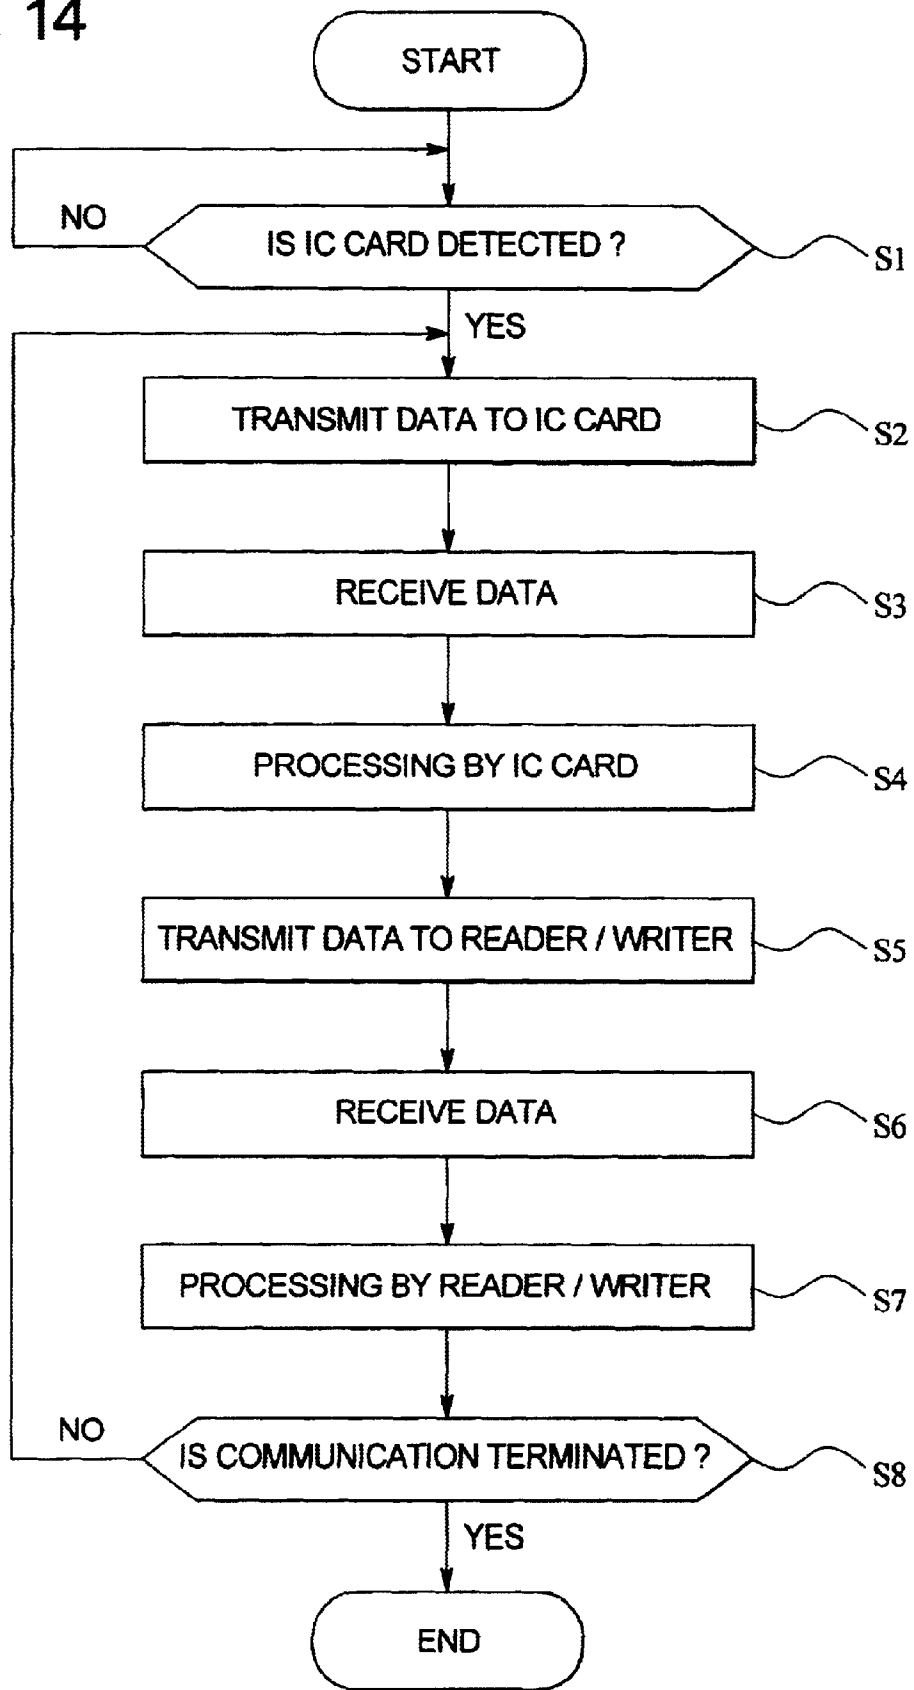 14
START
NO
IS IC CARD DETECTED ?
S1
YES
TRANSMIT DATA TO IC CARD
S2
RECEIVE DATA
S3
PROCESSING BY IC CARD
S4
TRANSMIT DATA TO READER / WRITER
S5
RECEIVE DATA
S6
PROCESSING BY READER / WRITER
S7
NO
IS COMMUNICATION TERMINATED ?
S8
YES
END